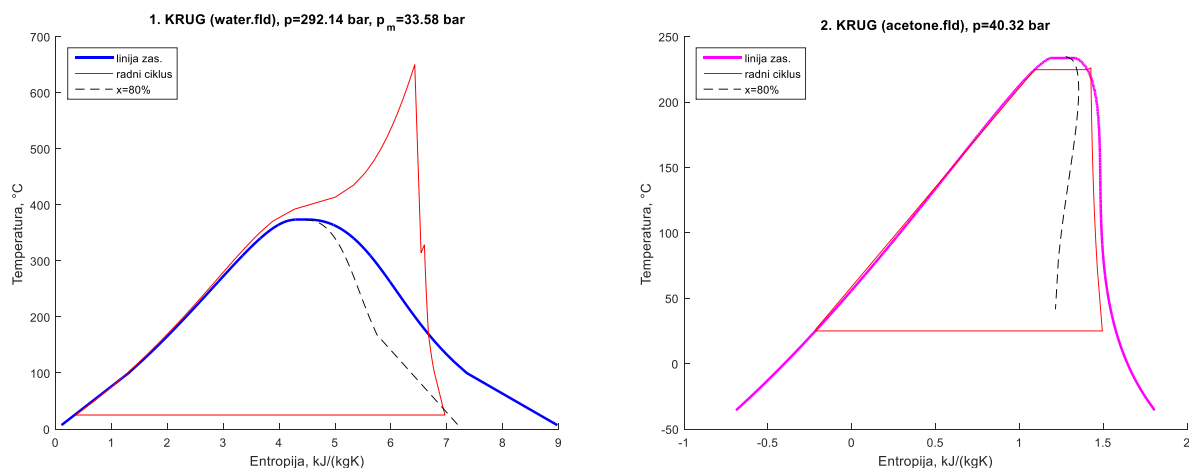 1. KRUG (water.fld), p=292.14 bar, pm=33.58 bar
700
600
500
400
300
200
100
0
Temperatura, °C
linija zas.
radni ciklus
x=80%
0 1 2 3 4 5 6 7 8 9
Entropija, kJ/(kgK)
2. KRUG (acetone.fld), p=40.32 bar
250
200
150
100
50
0
-50
Temperatura, °C
linija zas.
radni ciklus
x=80%
-1 -0.5 0 0.5 1 1.5 2
Entropija, kJ/(kgK)